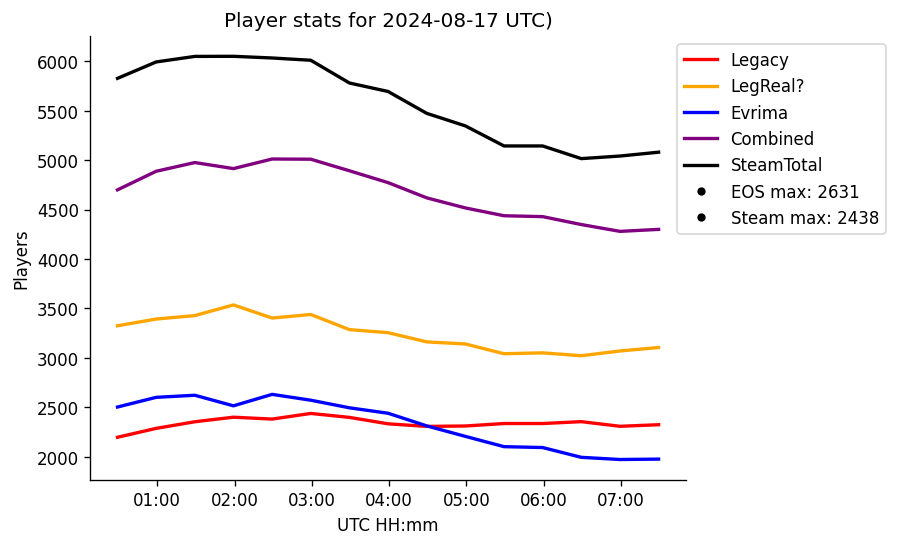 Player stats for 2024-08-17 UTC)
6000
5500
5000
4500
4000
3500
3000
2500
2000
Players
01:00 02:00 03:00 04:00 05:00 06:00 07:00
UTC HH:mm
Legacy
LegReal?
Evrima
Combined
SteamTotal
EOS max: 2631
Steam max: 2438